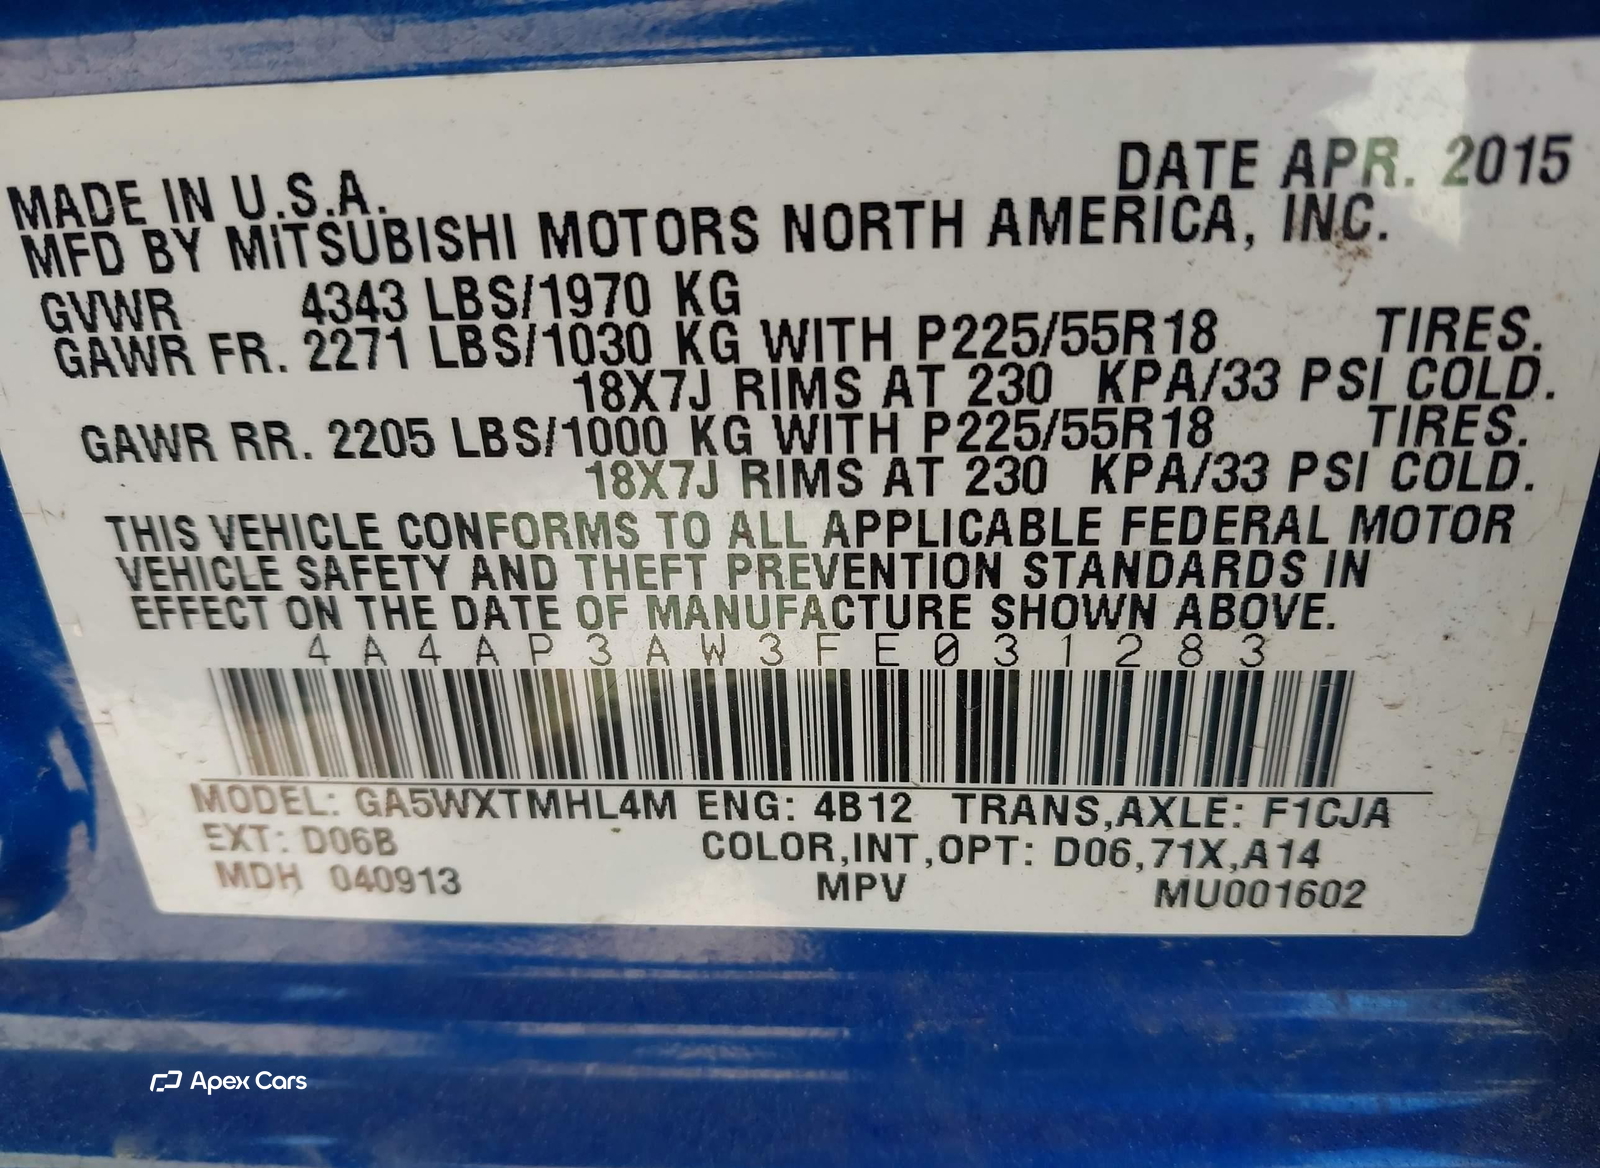 DATE APR. 2015
MADE IN U.S.A.
MFD BY MITSUBISHI MOTORS NORTH AMERICA, INC.
GVWR 4343 LBS/1970 KG
GAWR FR. 2271 LBS/1030 KG WITH P225/55R18 TIRES.
18X7J RIMS AT 230 KPA/33 PSI COLD.
GAWR RR. 2205 LBS/1000 KG WITH P225/55R18 TIRES.
18X7J RIMS AT 230 KPA/33 PSI COLD.
THIS VEHICLE CONFORMS TO ALL APPLICABLE FEDERAL MOTOR
VEHICLE SAFETY AND THEFT PREVENTION STANDARDS IN
EFFECT ON THE DATE OF MANUFACTURE SHOWN ABOVE.
4A4AP3AW3FE031283
MODEL: GA5WXTMHL4M ENG: 4B12 TRANS,AXLE: F1CJA
EXT: D06B COLOR,INT,OPT: D06,71X,A14
MDH 040913 MPV MU001602
Apex Cars